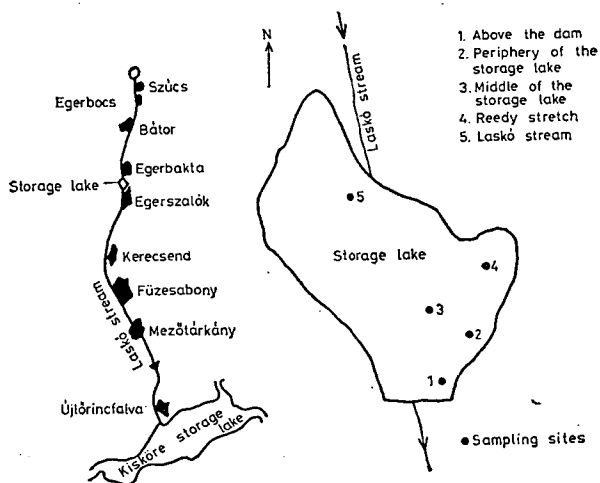 Szúcs
Egerbocs
Bátor
Egerbakta
Storage lake
Egerszalók
Kerecsend
Füzesabony
Laskó stream
Mezőtárkány
Újlőrincfalva
Kisköre storage
lake
N
Laskó stream
5
Storage lake
4
3
2
1
1. Above the dam
2. Periphery of the
storage lake
3. Middle of the
storage lake
4. Reedy stretch
5. Laskó stream
Sampling sites